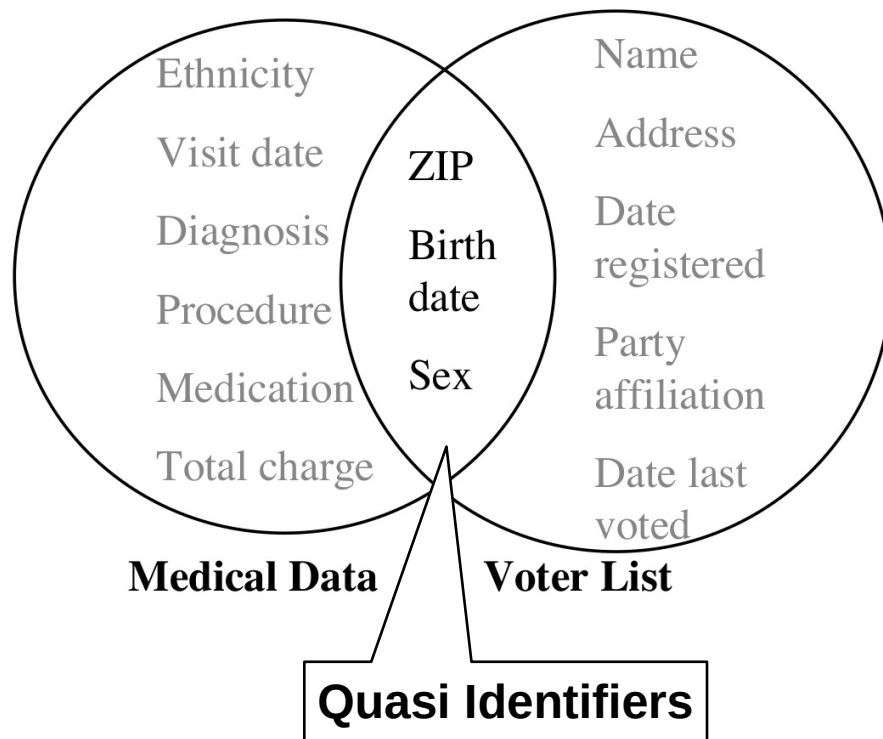 Ethnicity
Visit date
Diagnosis
Procedure
Medication
Total charge
ZIP
Birth
date
Sex
Name
Address
Date
registered
Party
affiliation
Date last
voted
Medical Data
Voter List
Quasi Identifiers